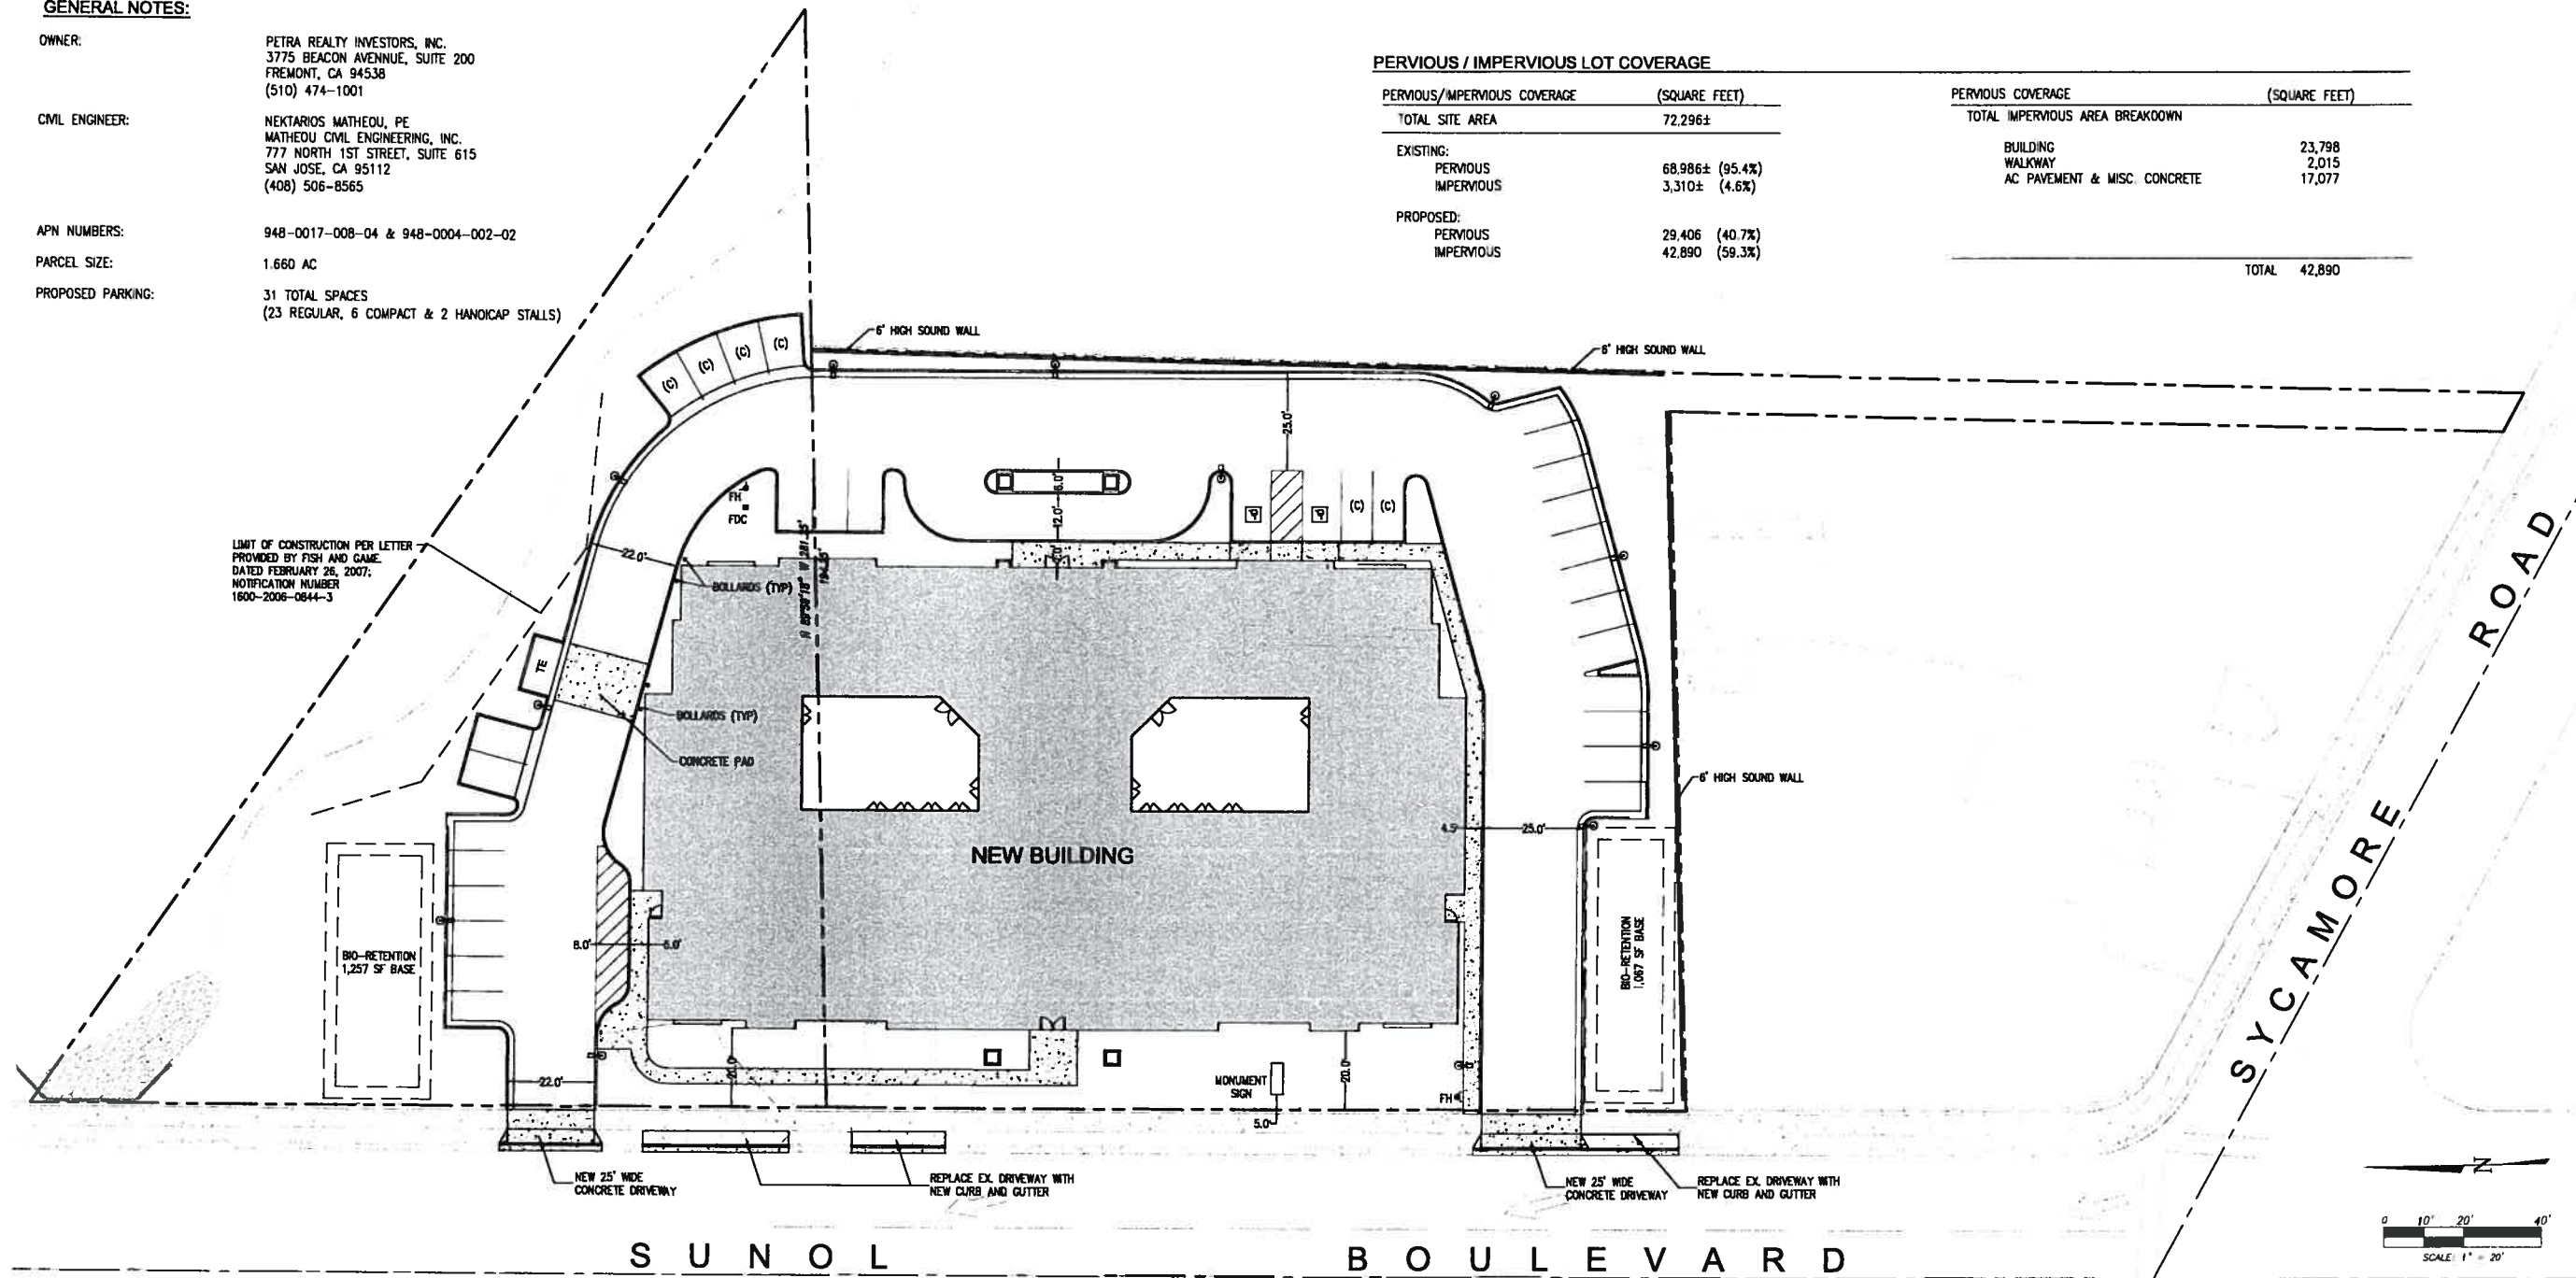 GENERAL NOTES:
OWNER:
PETRA REALTY INVESTORS, INC.
3775 BEACON AVENNUE, SUITE 200
FREMONT, CA 94538
(510) 474-1001
CIVIL ENGINEER:
NEKTARIOS MATHEOU, PE
MATHEOU CIVIL ENGINEERING, INC.
777 NORTH 1ST STREET, SUITE 615
SAN JOSE, CA 95112
(408) 506-8565
APN NUMBERS:
948-0017-008-04 & 948-0004-002-02
PARCEL SIZE:
1.660 AC
PROPOSED PARKING:
31 TOTAL SPACES
(23 REGULAR, 6 COMPACT & 2 HANDICAP STALLS)
PERVIOUS / IMPERVIOUS LOT COVERAGE
PERVIOUS/IMPERVIOUS COVERAGE (SQUARE FEET)
TOTAL SITE AREA 72,296±
EXISTING:
PERVIOUS 68,986± (95.4%)
IMPERVIOUS 3,310± (4.6%)
PROPOSED:
PERVIOUS 29,406 (40.7%)
IMPERVIOUS 42,890 (59.3%)
PERVIOUS COVERAGE (SQUARE FEET)
TOTAL IMPERVIOUS AREA BREAKDOWN
BUILDING 23,798
WALKWAY 2,015
AC PAVEMENT & MISC. CONCRETE 17,077
TOTAL 42,890
6' HIGH SOUND WALL
6' HIGH SOUND WALL
(C)
(C)
(C)
(C)
25.0'
6.0'
12.0'
FH
FDC
(C)
(C)
LIMIT OF CONSTRUCTION PER LETTER
PROVIDED BY FISH AND GAME.
DATED FEBRUARY 26, 2007;
NOTIFICATION NUMBER
1600-2006-0844-3
22.0'
BOLLARDS (TYP)
TE
BOLLARDS (TYP)
CONCRETE PAD
6' HIGH SOUND WALL
4.5'
25.0'
NEW BUILDING
8.0'
6.0'
BIO-RETENTION
1,257 SF BASE
BIO-RETENTION
1,067 SF BASE
22.0'
20.0'
MONUMENT
SIGN
5.0'
20.0'
FH
NEW 25' WIDE
CONCRETE DRIVEWAY
REPLACE EX. DRIVEWAY WITH
NEW CURB AND GUTTER
NEW 25' WIDE
CONCRETE DRIVEWAY
REPLACE EX. DRIVEWAY WITH
NEW CURB AND GUTTER
SYCAMORE ROAD
SUNOL BOULEVARD
N
0 10' 20' 40'
SCALE: 1" = 20'